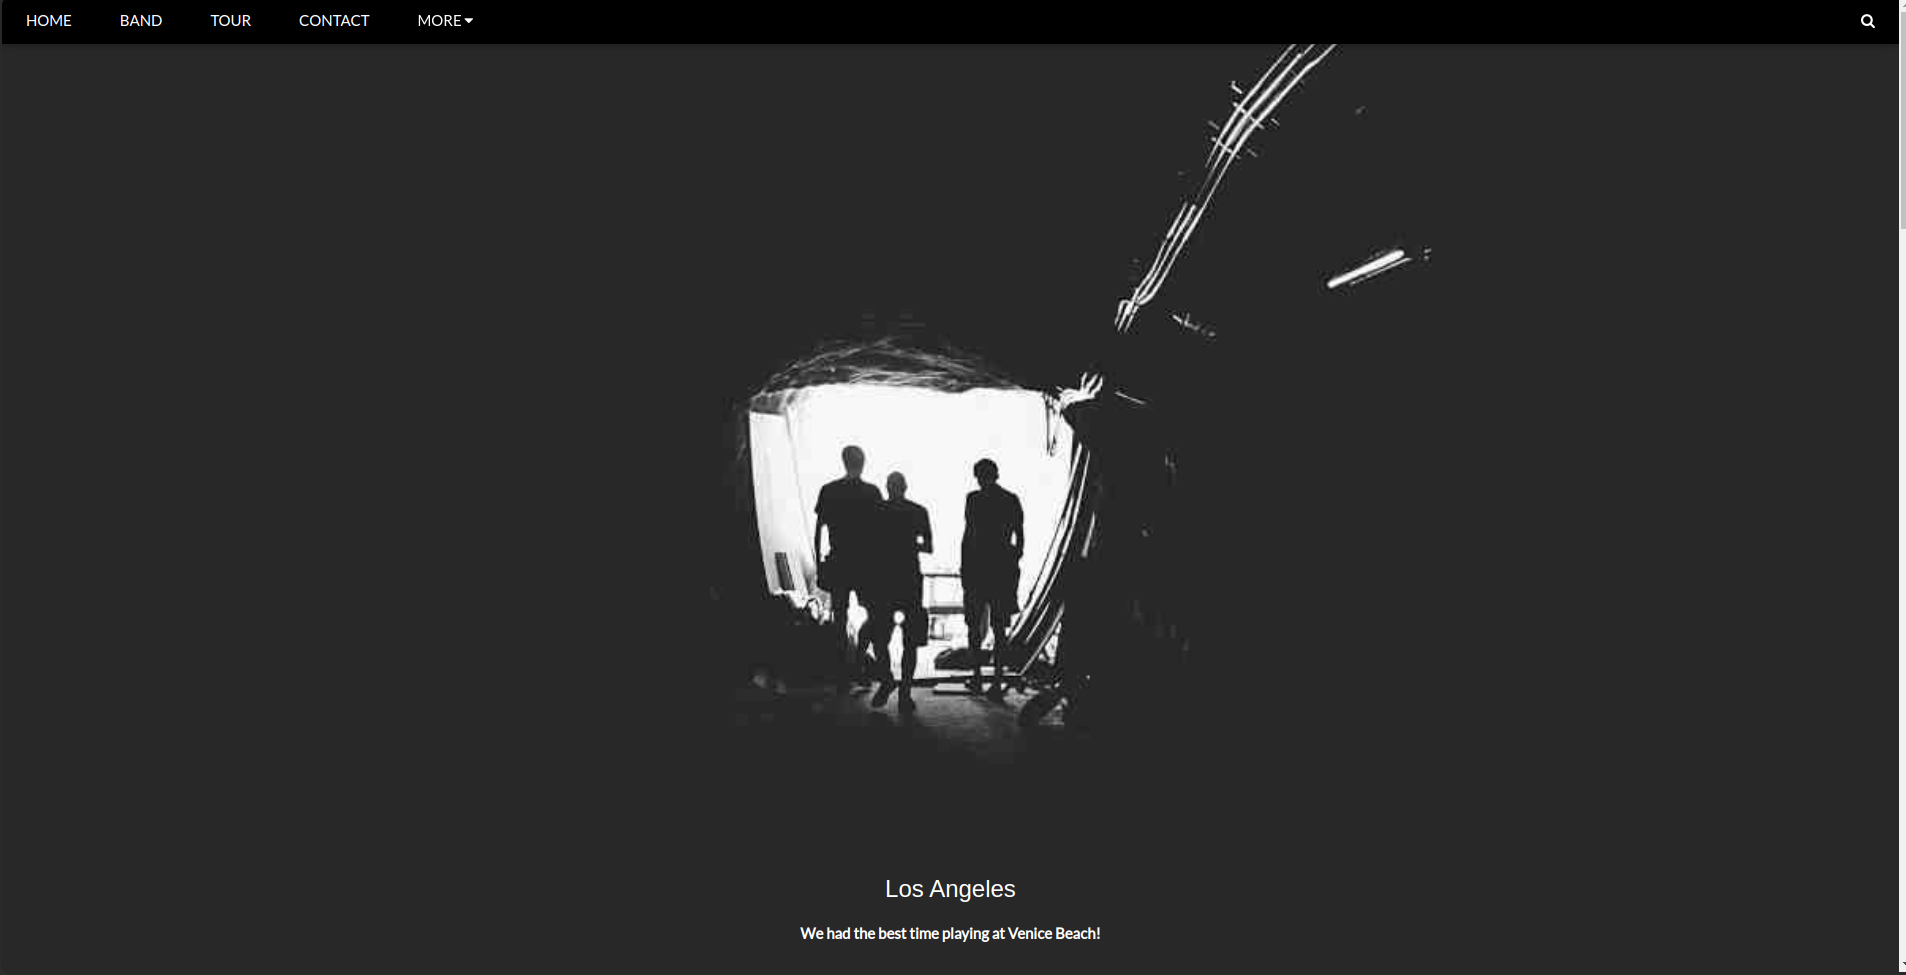 HOME BAND TOUR CONTACT MORE
Los Angeles
We had the best time playing at Venice Beach!